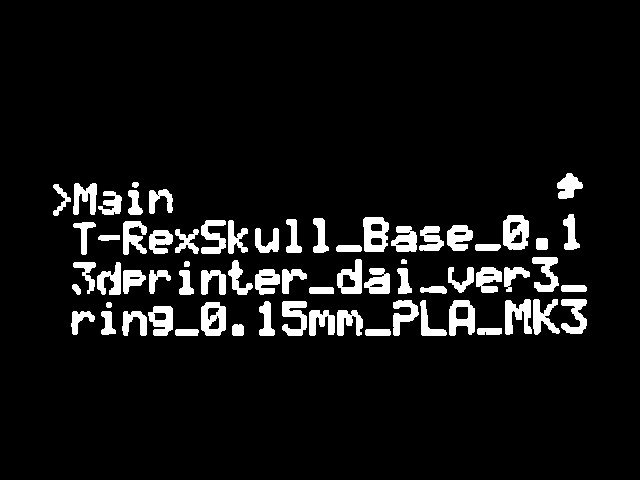 >Main
T-RexSkull_Base_0.1
3dprinter_dai_ver3_
ring_0.15mm_PLA_MK3